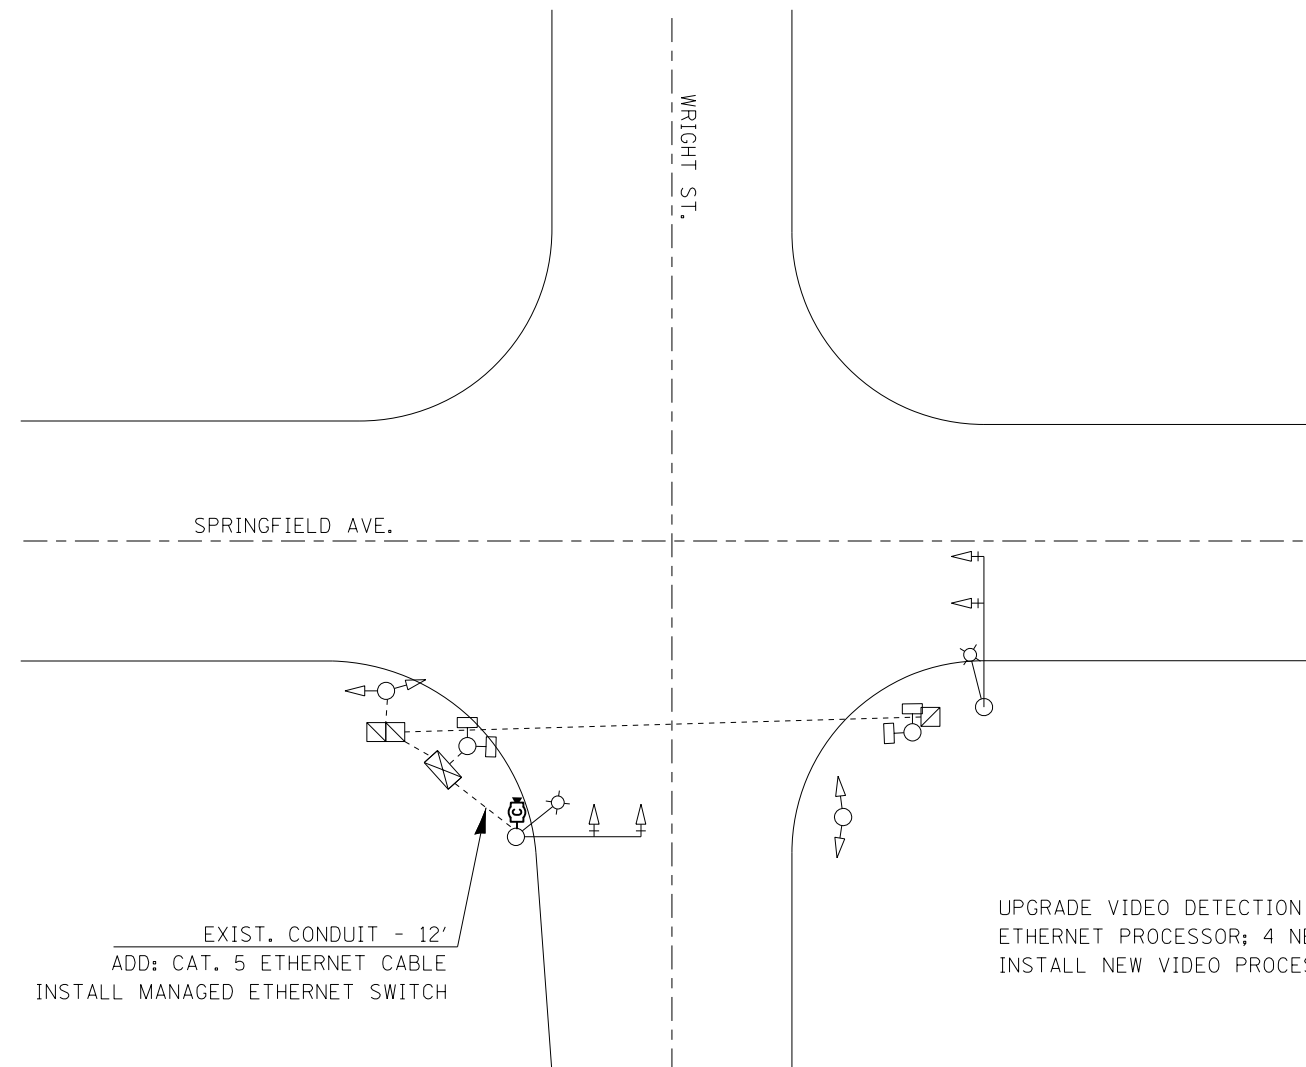 WRIGHT ST.
SPRINGFIELD AVE.
C
EXIST. CONDUIT - 12'
ADD: CAT. 5 ETHERNET CABLE
INSTALL MANAGED ETHERNET SWITCH
UPGRADE VIDEO DETECTION
ETHERNET PROCESSOR; 4
INSTALL NEW VIDEO